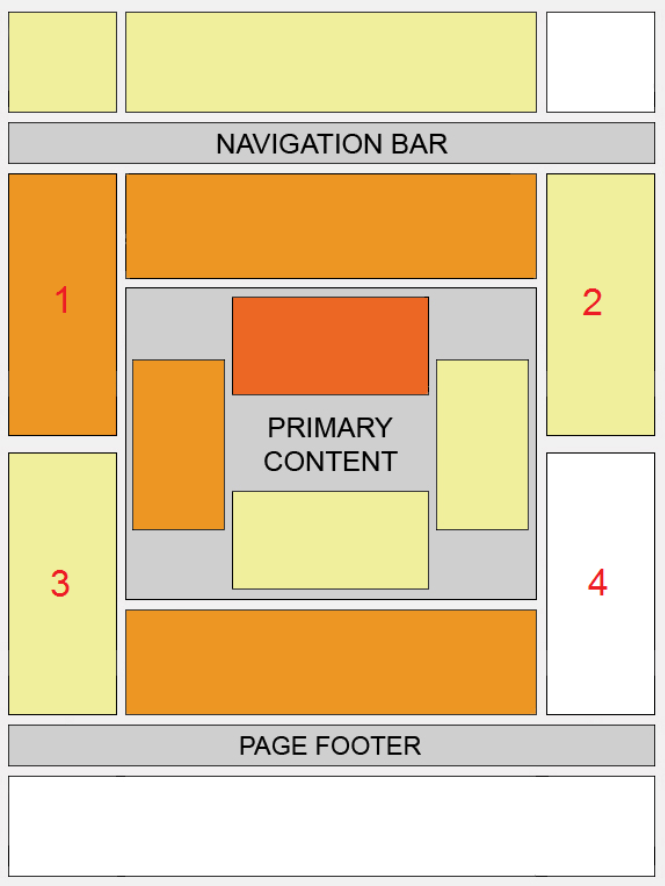 NAVIGATION BAR
1
2
PRIMARY
CONTENT
3
4
PAGE FOOTER